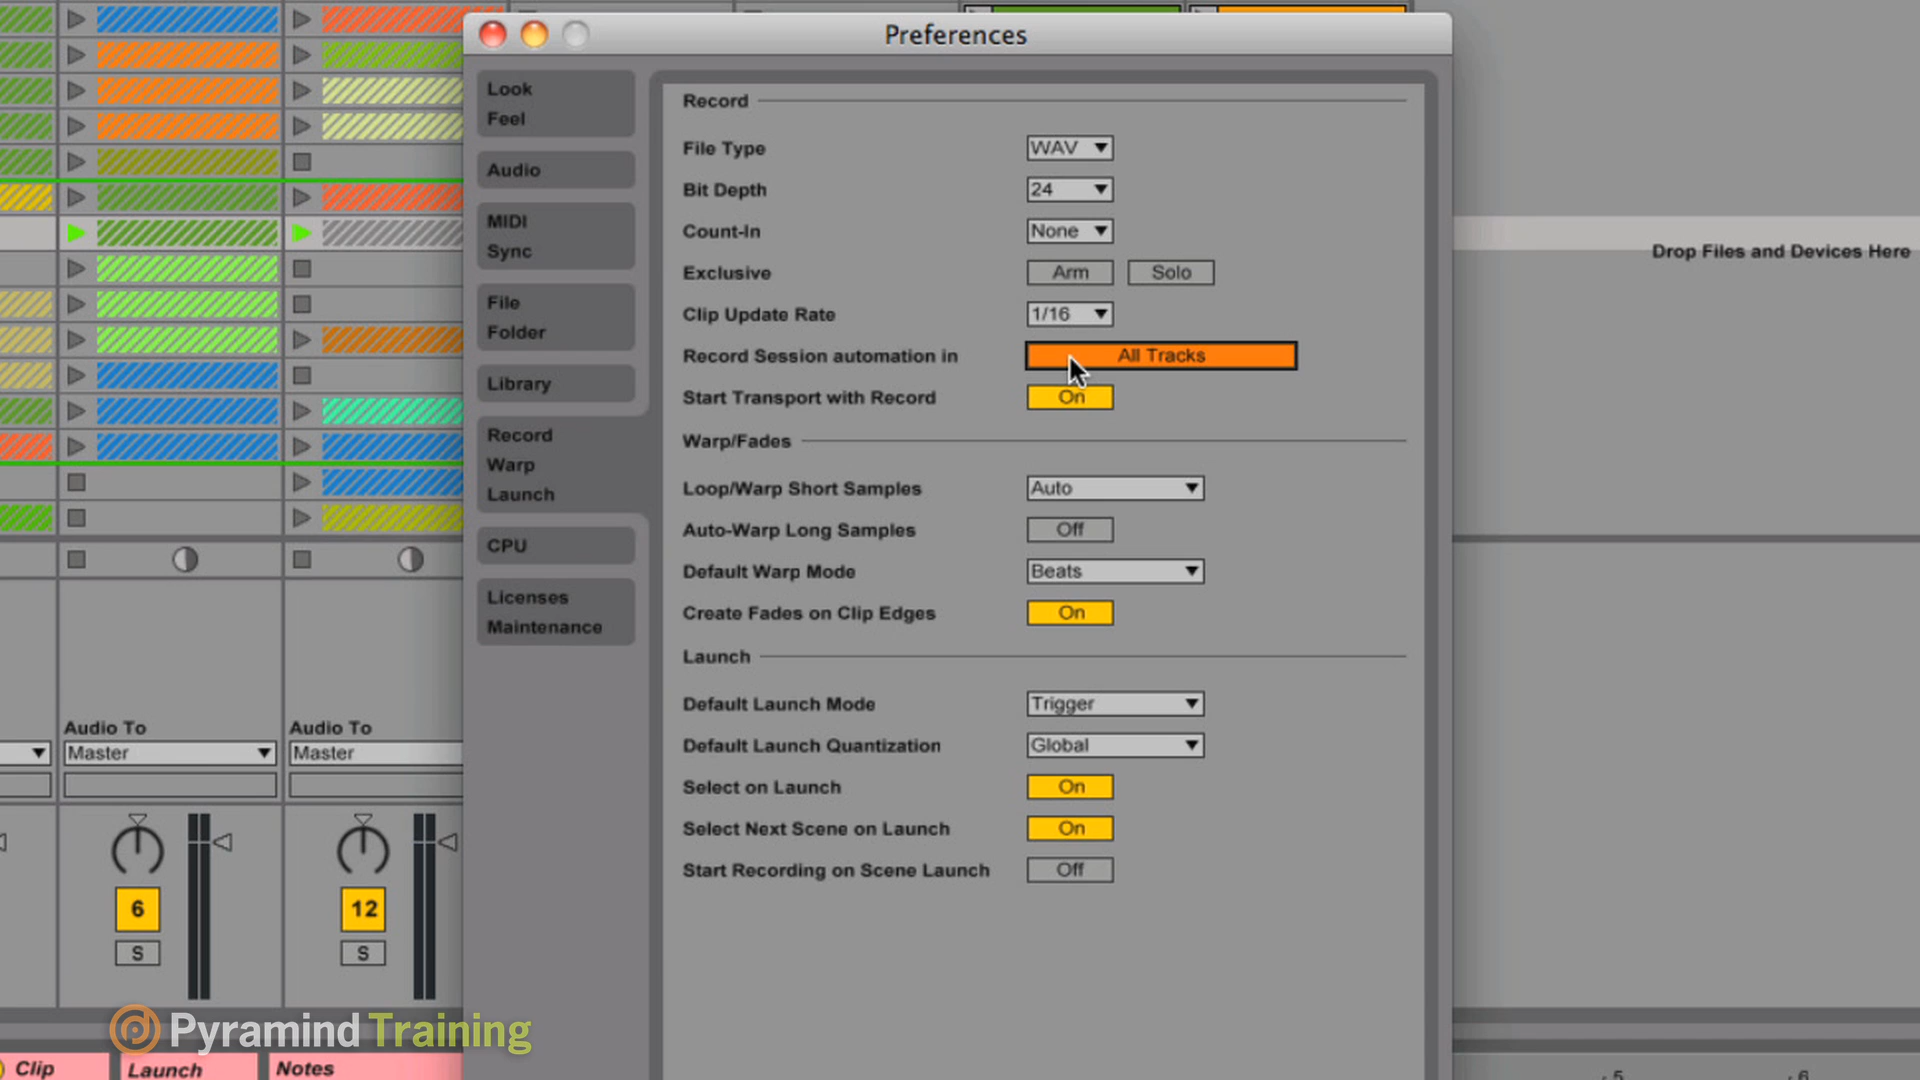 Preferences
Look
Feel
Audio
MIDI
Sync
File
Folder
Library
Record
Warp
Launch
CPU
Licenses
Maintenance
Record
File Type WAV
Bit Depth 24
Count-In None
Exclusive Arm Solo
Clip Update Rate 1/16
Record Session automation in All Tracks
Start Transport with Record On
Warp/Fades
Loop/Warp Short Samples Auto
Auto-Warp Long Samples Off
Default Warp Mode Beats
Create Fades on Clip Edges On
Launch
Default Launch Mode Trigger
Default Launch Quantization Global
Select on Launch On
Select Next Scene on Launch On
Start Recording on Scene Launch Off
Drop Files and Devices Here
Audio To Audio To
Master Master
6 12
S S
Pyramind Training
Clip Launch Notes
5 6